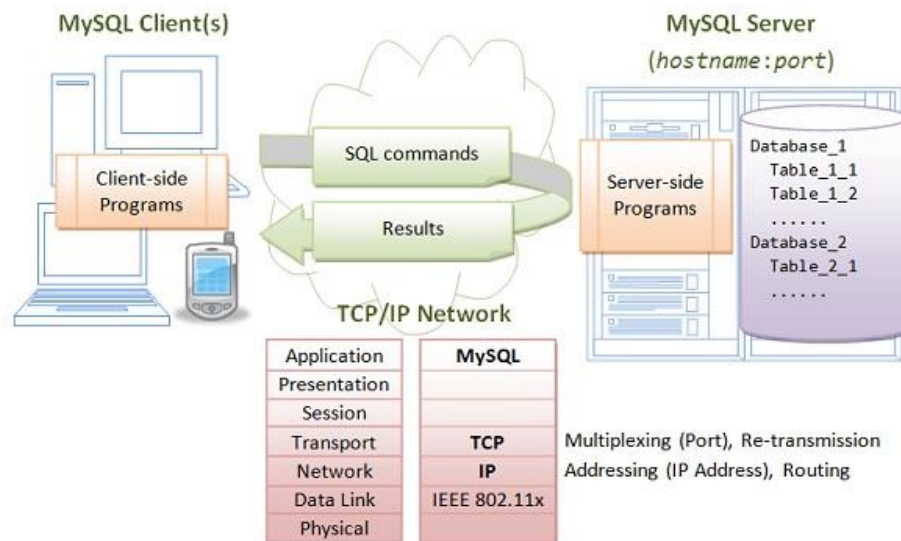 MySQL Client(s)
MySQL Server
(hostname:port)
Client-side
Programs
SQL commands
Results
Server-side
Programs
Database_1
Table_1_1
Table_1_2
......
Database_2
Table_2_1
......
TCP/IP Network
Application MySQL
Presentation
Session
Transport TCP Multiplexing (Port), Re-transmission
Network IP Addressing (IP Address), Routing
Data Link IEEE 802.11x
Physical